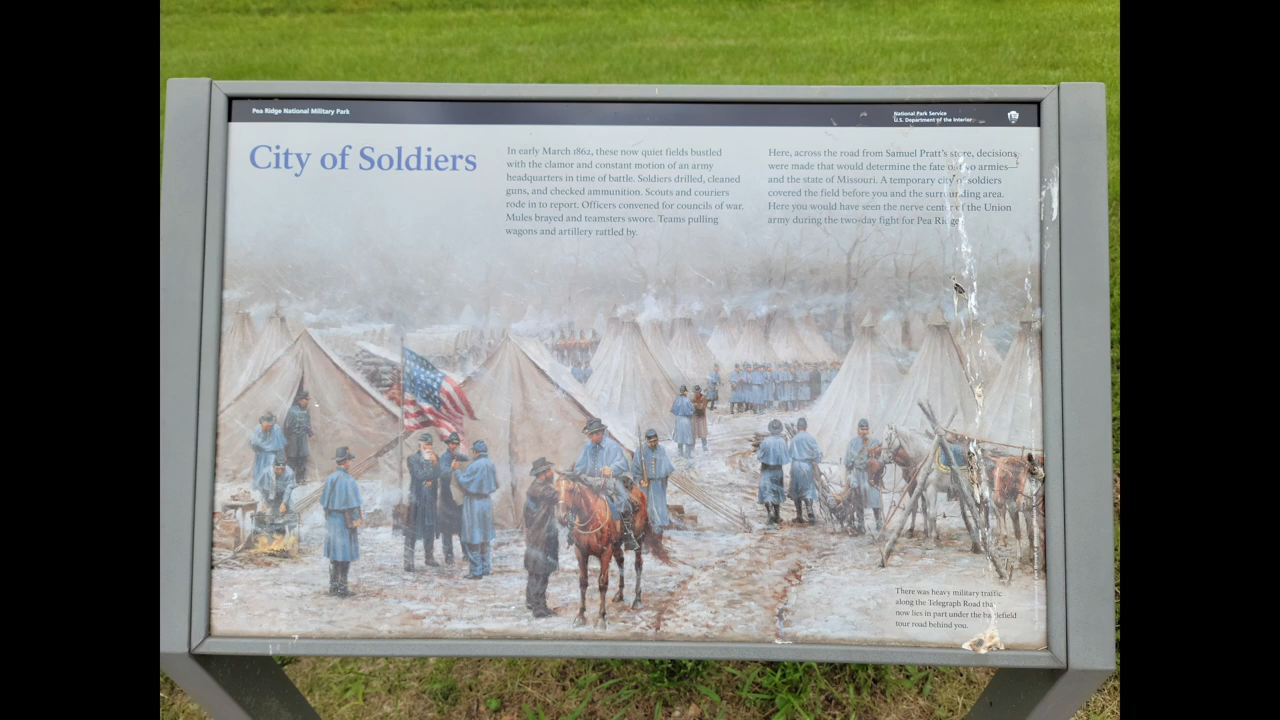 Pea Ridge National Military Park
National Park Service
U.S. Department of the Interior
City of Soldiers
In early March 1862, these now quiet fields bustled
with the clamor and constant motion of an army
headquarters in time of battle. Soldiers drilled, cleaned
guns, and checked ammunition. Scouts and couriers
rode in to report. Officers convened for councils of war.
Mules brayed and teamsters swore. Teams pulling
wagons and artillery rattled by.
Here, across the road from Samuel Pratt's store, decisions
were made that would determine the fate of two armies—
and the state of Missouri. A temporary city of soldiers
covered the field before you and the surrounding area.
Here you would have seen the nerve center of the Union
army during the two-day fight for Pea Ridge.
There was heavy military traffic
along the Telegraph Road that
now lies in part under the battlefield
tour road behind you.